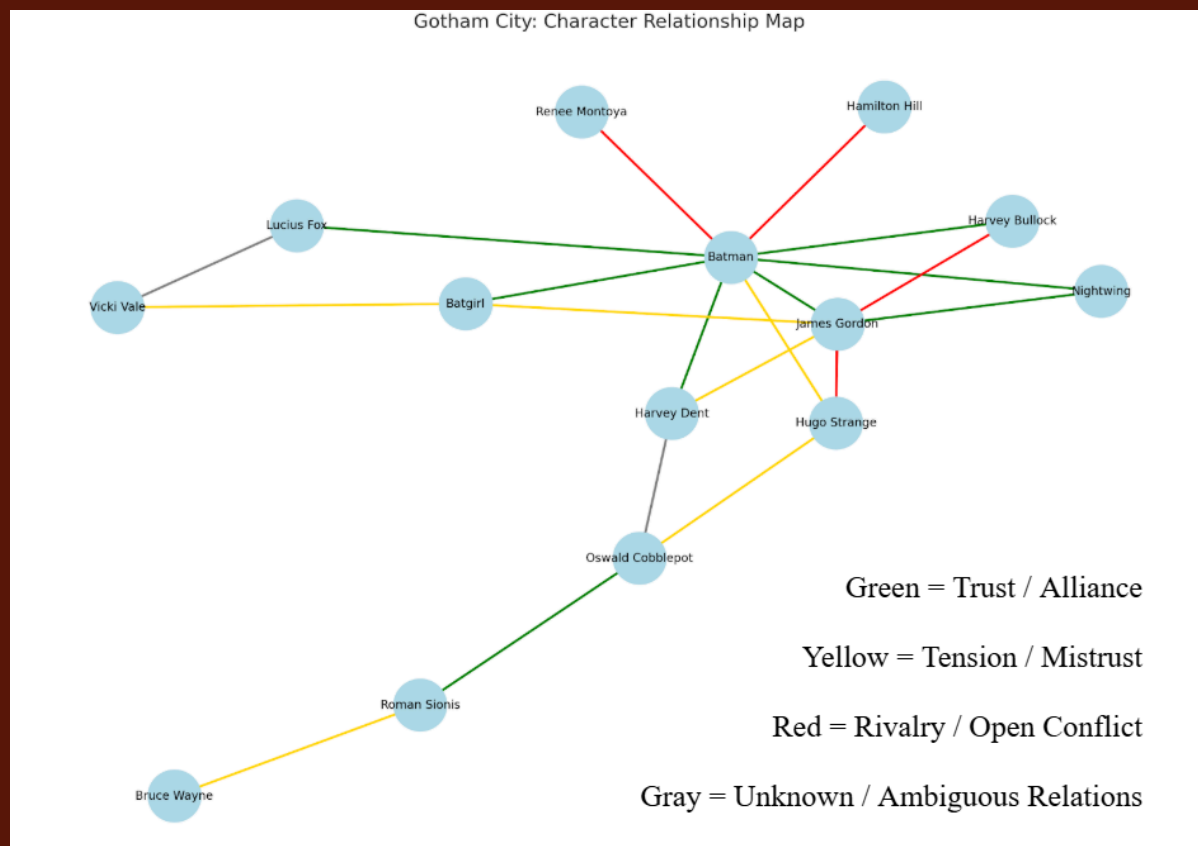 Gotham City: Character Relationship Map
Renee Montoya
Hamilton Hill
Lucius Fox
Harvey Bullock
Batman
Vicki Vale
Batgirl
Nightwing
James Gordon
Harvey Dent
Hugo Strange
Oswald Cobblepot
Green = Trust / Alliance
Yellow = Tension / Mistrust
Roman Sionis
Red = Rivalry / Open Conflict
Bruce Wayne
Gray = Unknown / Ambiguous Relations